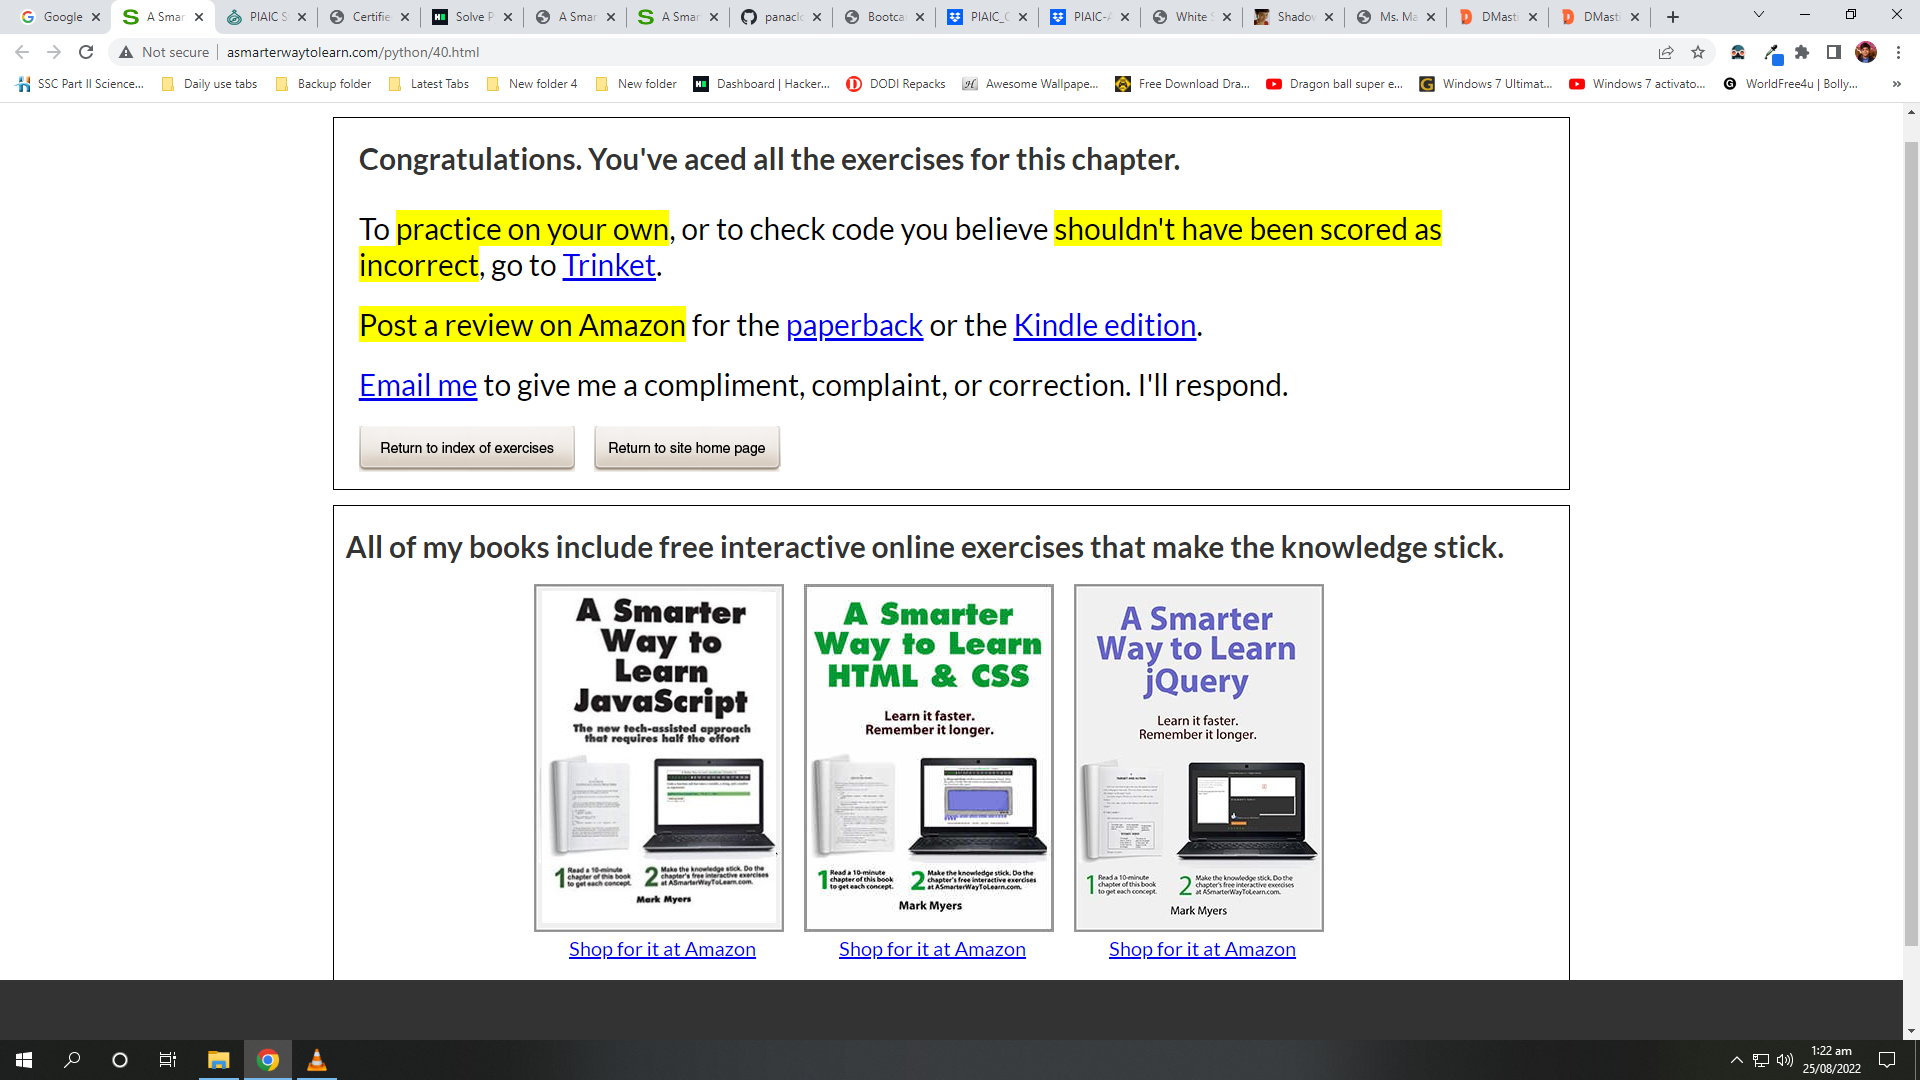 Google
A Smar
PIAIC S
Certifie
Solve P
A Smar
A Smar
panaclo
Bootca
PIAIC_C
PIAIC-A
White S
Shadow
Ms. Ma
DMasti
DMasti
Not secure
asmarterwaytolearn.com/python/40.html
SSC Part II Science...
Daily use tabs
Backup folder
Latest Tabs
New folder 4
New folder
Dashboard | Hacker...
DODI Repacks
Awesome Wallpape...
Free Download Dra...
Dragon ball super e...
Windows 7 Ultimat...
Windows 7 activato...
WorldFree4u | Bolly...
Congratulations. You've aced all the exercises for this chapter.
To practice on your own, or to check code you believe shouldn't have been scored as
incorrect, go to Trinket.
Post a review on Amazon for the paperback or the Kindle edition.
Email me to give me a compliment, complaint, or correction. I'll respond.
Return to index of exercises
Return to site home page
All of my books include free interactive online exercises that make the knowledge stick.
A Smarter
Way to
Learn
JavaScript
The new tech-assisted approach
that requires half the effort
1 Read a 10-minute
chapter of this book
to get each concept.
2 Make the knowledge stick. Do the
chapter's free interactive exercises
at ASmarterWayToLearn.com.
Mark Myers
Shop for it at Amazon
A Smarter
Way to Learn
HTML & CSS
Learn it faster.
Remember it longer.
1 Read a 10-minute
chapter of this book
to get each concept.
2 Make the knowledge stick. Do the
chapter's free interactive exercises
at ASmarterWayToLearn.com.
Mark Myers
Shop for it at Amazon
A Smarter
Way to Learn
jQuery
Learn it faster.
Remember it longer.
1 Read a 10-minute
chapter of this book
to get each concept.
2 Make the knowledge stick. Do the
chapter's free interactive exercises
at ASmarterWayToLearn.com.
Mark Myers
Shop for it at Amazon
1:22 am
25/08/2022